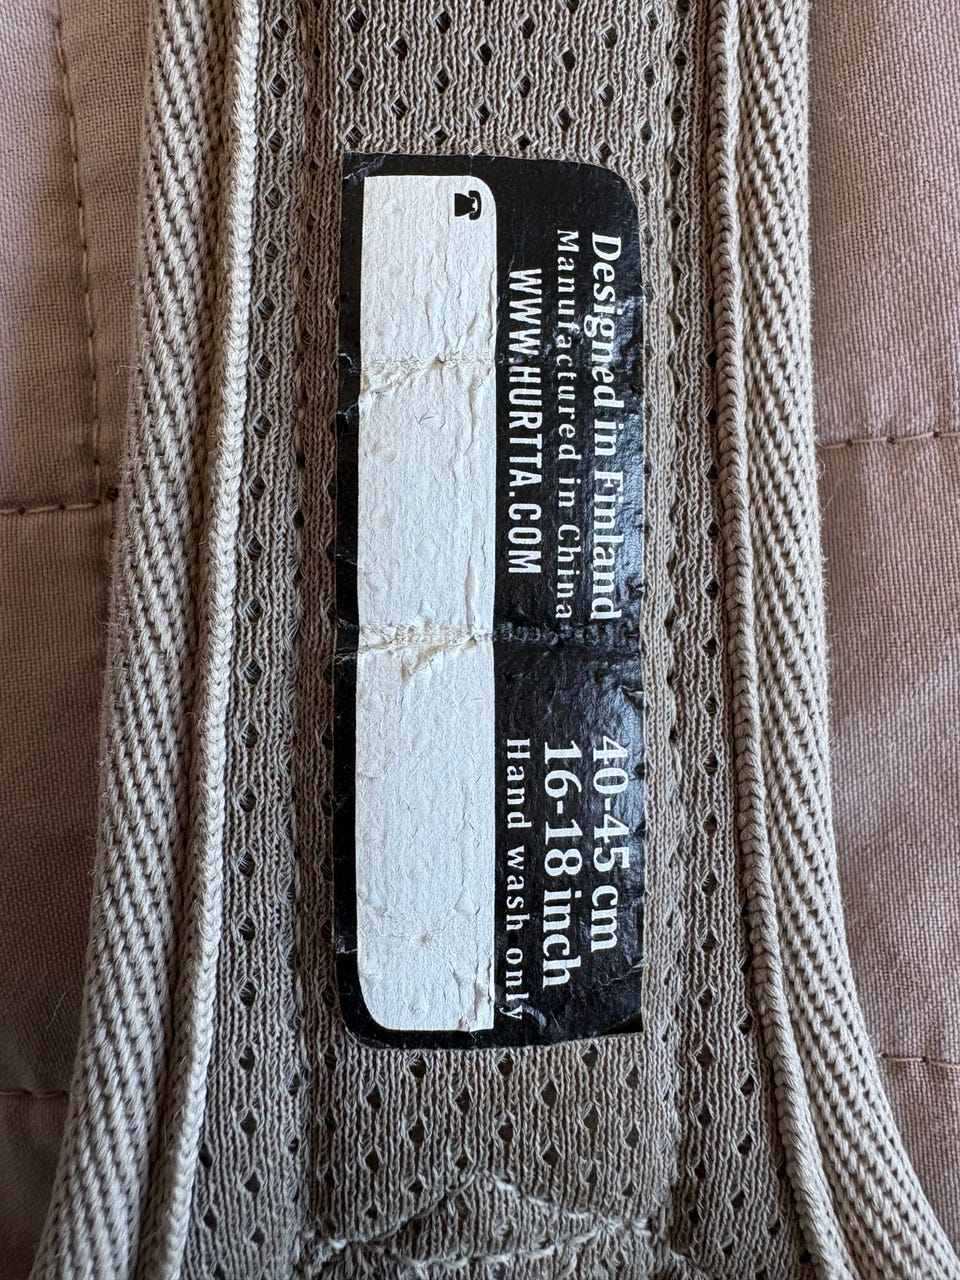 Designed in Finland
Manufactured in China
WWW.HURTTA.COM
40-45 cm
16-18 inch
Hand wash only